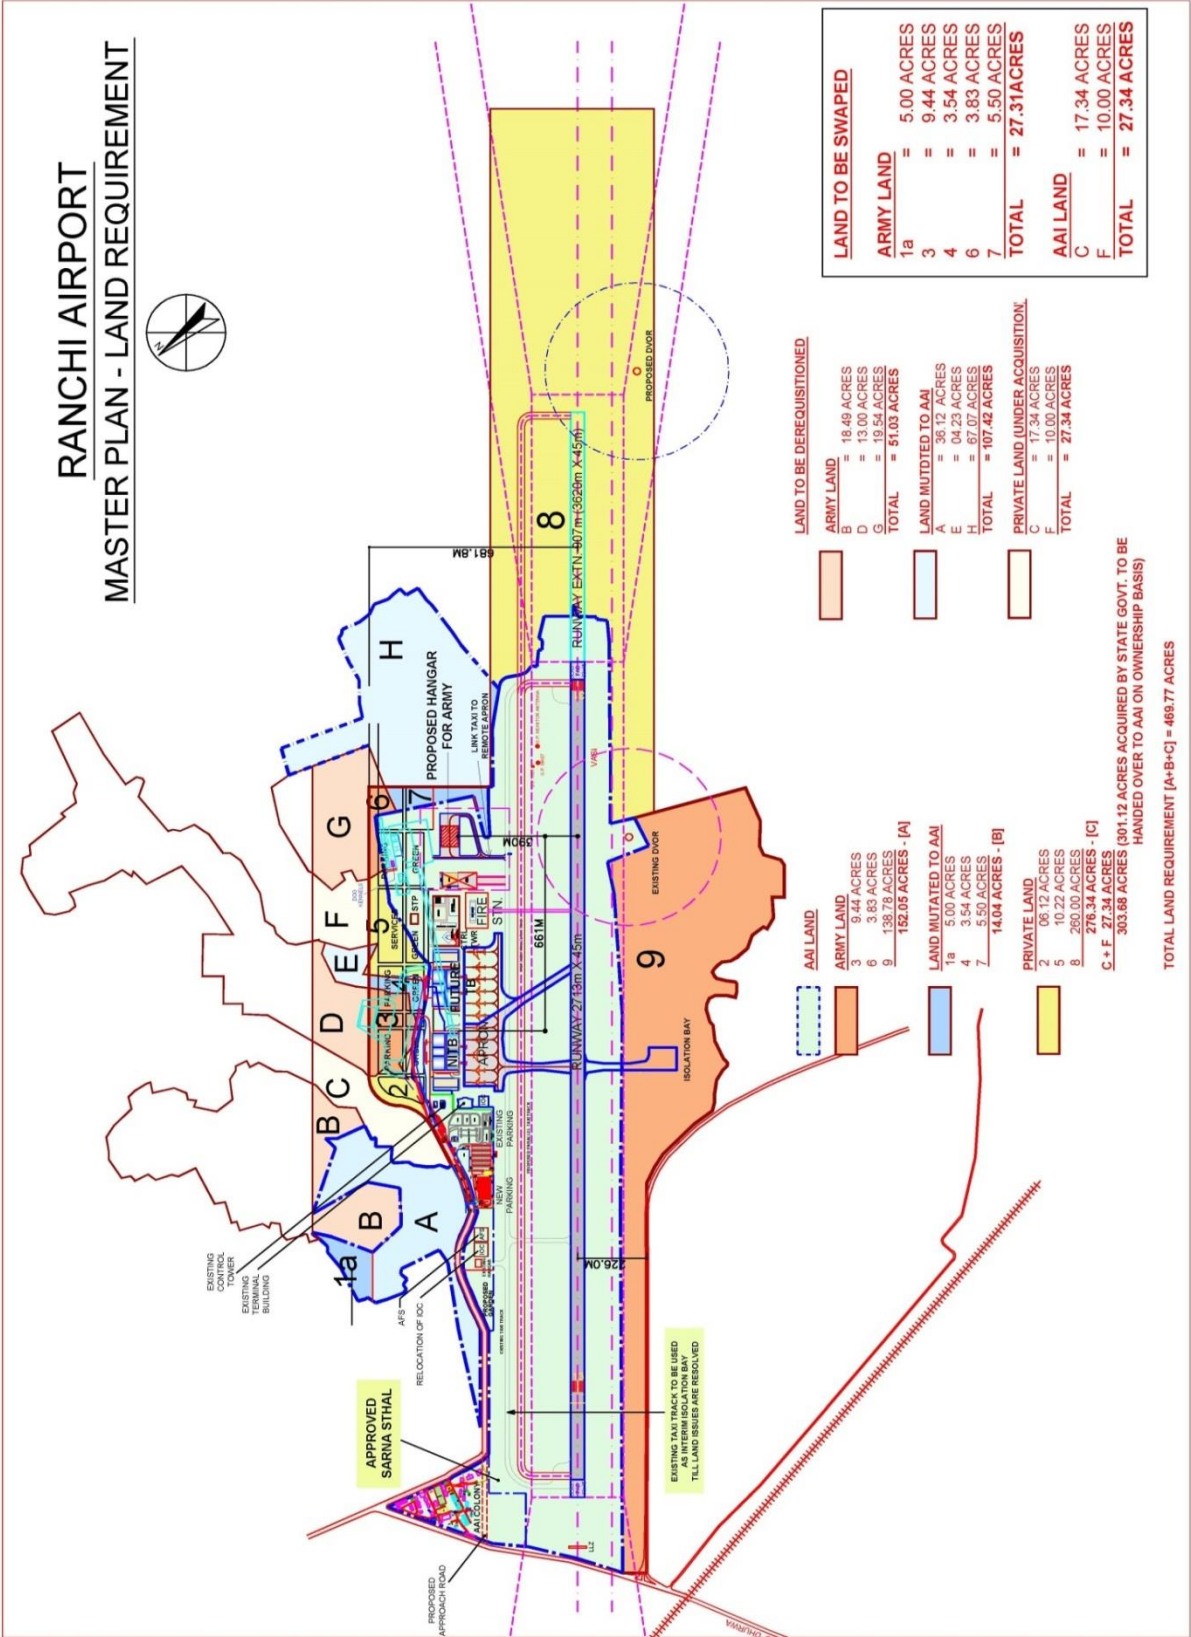 RANCHI AIRPORT
MASTER PLAN - LAND REQUIREMENT
N
LAND TO BE SWAPED
ARMY LAND
1a = 5.00 ACRES
3 = 9.44 ACRES
4 = 3.54 ACRES
6 = 3.83 ACRES
7 = 5.50 ACRES
TOTAL = 27.31ACRES
AAI LAND
C = 17.34 ACRES
F = 10.00 ACRES
TOTAL = 27.34 ACRES
LAND TO BE DEREQUISITIONED
ARMY LAND
B = 18.49 ACRES
D = 13.00 ACRES
G = 19.54 ACRES
TOTAL = 51.03 ACRES
LAND MUTDTED TO AAI
A = 36.12 ACRES
E = 04.23 ACRES
H = 67.07 ACRES
TOTAL = 107.42 ACRES
PRIVATE LAND (UNDER ACQUISITION)
C = 17.34 ACRES
F = 10.00 ACRES
TOTAL = 27.34 ACRES
AAI LAND
ARMY LAND
3 9.44 ACRES
6 3.83 ACRES
9 138.78 ACRES
152.05 ACRES - [A]
LAND MUTATED TO AAI
1a 5.00 ACRES
4 3.54 ACRES
7 5.50 ACRES
14.04 ACRES - [B]
PRIVATE LAND
2 06.12 ACRES
5 10.22 ACRES
8 260.00 ACRES
276.34 ACRES - [C]
C + F 27.34 ACRES
303.68 ACRES (301.12 ACRES ACQUIRED BY STATE GOVT. TO BE
HANDED OVER TO AAI ON OWNERSHIP BASIS)
TOTAL LAND REQUIREMENT [A+B+C] = 469.77 ACRES
EXISTING
CONTROL
TOWER
EXISTING
TERMINAL
BUILDING
AFS
RELOCATION OF IOC
APPROVED
SARNA STHAL
AAI COLONY
PROPOSED
APPROACH ROAD
1a
B
A
B
C
D
E
F
G
H
2
3
4
5
6
7
8
9
PARKING
PARKING
SERVICE
GREEN
GREEN
GREEN
STP
NITB
FUTURE
TB
APRON
TWR
FIRE
STN.
IOC
AFS
NEW
PARKING
EXISTING
PARKING
PROPOSED HANGAR
FOR ARMY
LINK TAXI TO
REMOTE APRON
681.8M
390M
661M
226.0M
RUNWAY 2713m X 45m
RUNWAY EXTN.-907m (3620m X 45m)
PROPOSED DVOR
EXISTING DVOR
ISOLATION BAY
VASI
LLZ
EXISTING TAXI TRACK TO BE USED
AS INTERIM ISOLATION BAY
TILL LAND ISSUES ARE RESOLVED
DHURWA